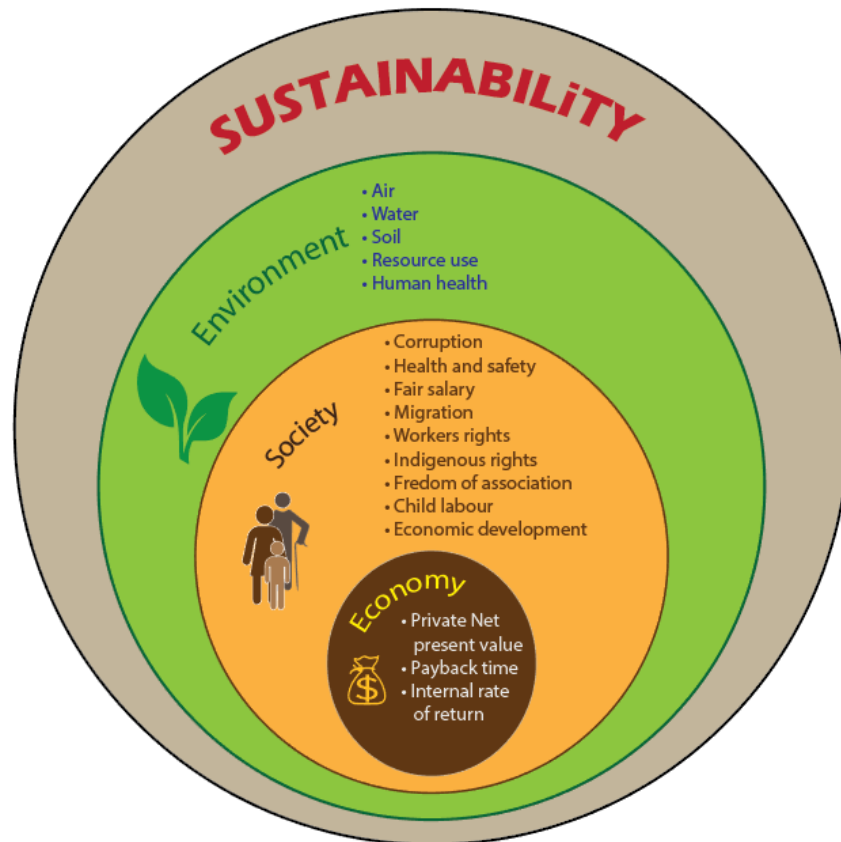 SUSTAINABILiTY
Environment
• Air
• Water
• Soil
• Resource use
• Human health
Society
• Corruption
• Health and safety
• Fair salary
• Migration
• Workers rights
• Indigenous rights
• Fredom of association
• Child labour
• Economic development
Economy
• Private Net
present value
• Payback time
• Internal rate
of return
$